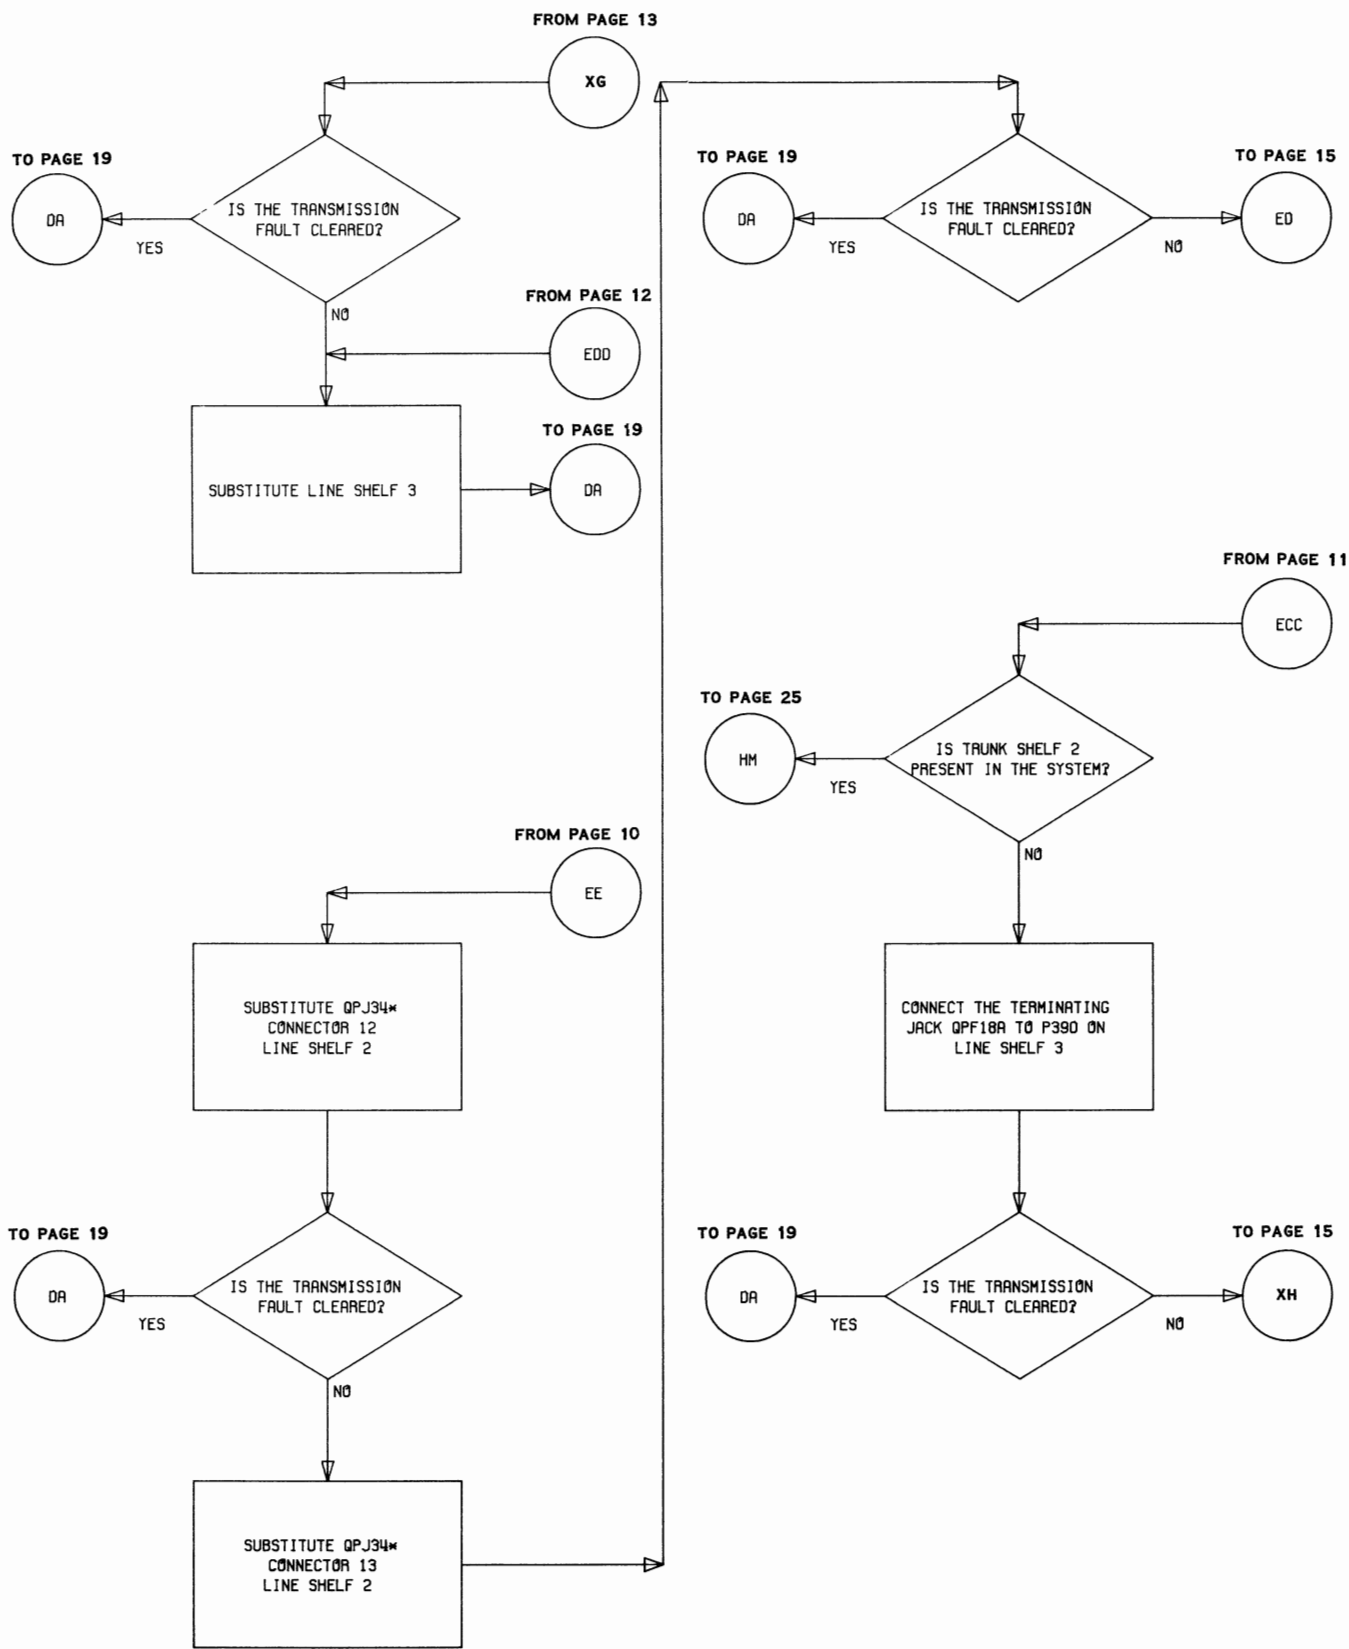 FROM PAGE 13
XG
TO PAGE 19
DA
YES
IS THE TRANSMISSION
FAULT CLEARED?
NO
FROM PAGE 12
EDD
SUBSTITUTE LINE SHELF 3
TO PAGE 19
DA
FROM PAGE 10
EE
SUBSTITUTE QPJ34*
CONNECTOR 12
LINE SHELF 2
TO PAGE 19
DA
YES
IS THE TRANSMISSION
FAULT CLEARED?
NO
SUBSTITUTE QPJ34*
CONNECTOR 13
LINE SHELF 2
TO PAGE 19
DA
YES
IS THE TRANSMISSION
FAULT CLEARED?
NO
TO PAGE 15
ED
FROM PAGE 11
ECC
TO PAGE 25
HM
YES
IS TRUNK SHELF 2
PRESENT IN THE SYSTEM?
NO
CONNECT THE TERMINATING
JACK QPF18A TO P390 ON
LINE SHELF 3
TO PAGE 19
DA
YES
IS THE TRANSMISSION
FAULT CLEARED?
NO
TO PAGE 15
XH